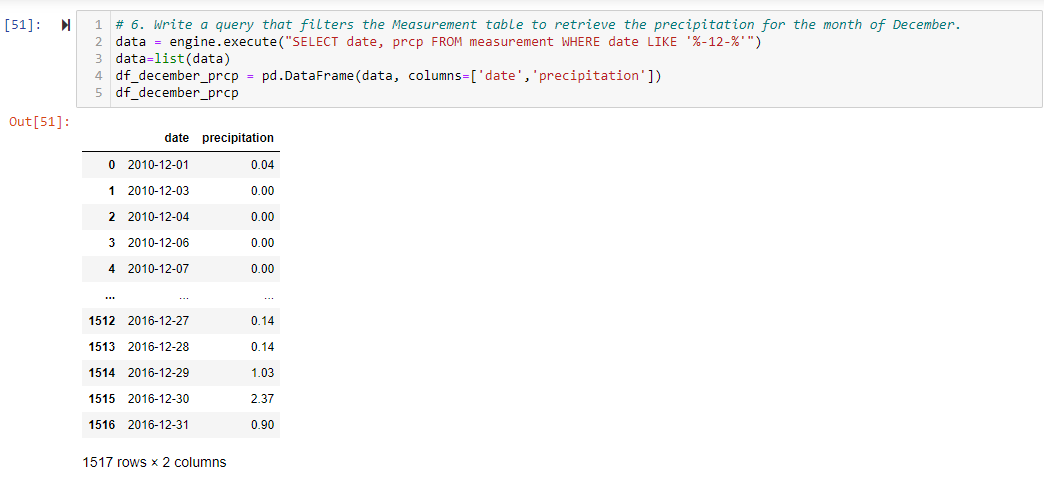 [51]:
1 # 6. Write a query that filters the Measurement table to retrieve the precipitation for the month of December.
2 data = engine.execute("SELECT date, prcp FROM measurement WHERE date LIKE '%-12-%'")
3 data=list(data)
4 df_december_prcp = pd.DataFrame(data, columns=['date','precipitation'])
5 df_december_prcp
Out[51]:
date precipitation
0 2010-12-01 0.04
1 2010-12-03 0.00
2 2010-12-04 0.00
3 2010-12-06 0.00
4 2010-12-07 0.00
... ... ...
1512 2016-12-27 0.14
1513 2016-12-28 0.14
1514 2016-12-29 1.03
1515 2016-12-30 2.37
1516 2016-12-31 0.90
1517 rows × 2 columns